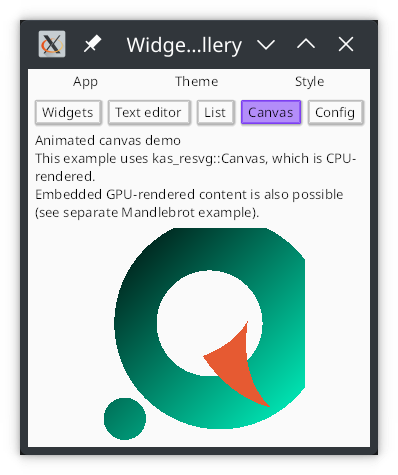 Widge...llery
App Theme Style
Widgets Text editor List Canvas Config
Animated canvas demo
This example uses kas_resvg::Canvas, which is CPU-
rendered.
Embedded GPU-rendered content is also possible
(see separate Mandlebrot example).